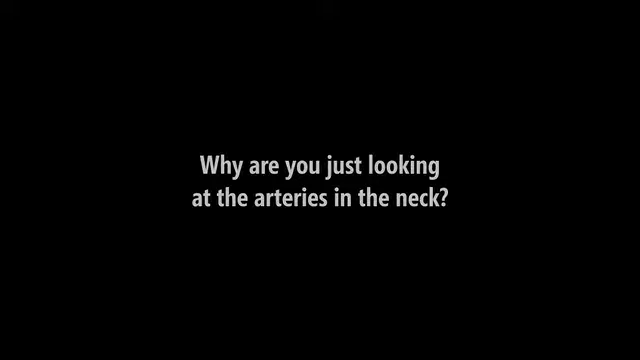 Why are you just looking
at the arteries in the neck?